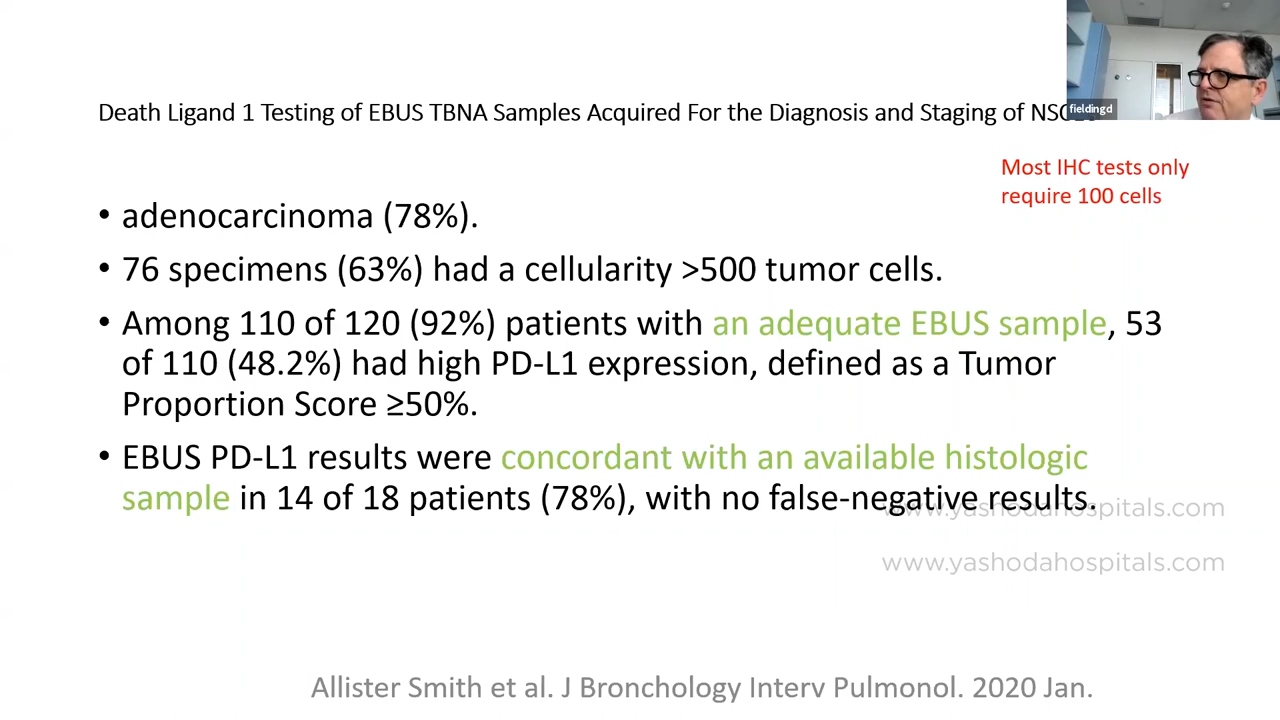 fieldingd
Death Ligand 1 Testing of EBUS TBNA Samples Acquired For the Diagnosis and Staging of
Most IHC tests only
require 100 cells
• adenocarcinoma (78%).
• 76 specimens (63%) had a cellularity >500 tumor cells.
• Among 110 of 120 (92%) patients with an adequate EBUS sample, 53
of 110 (48.2%) had high PD-L1 expression, defined as a Tumor
Proportion Score ≥50%.
• EBUS PD-L1 results were concordant with an available histologic
sample in 14 of 18 patients (78%), with no false-negative results.
www.yashodahospitals.com
www.yashodahospitals.com
Allister Smith et al. J Bronchology Interv Pulmonol. 2020 Jan.